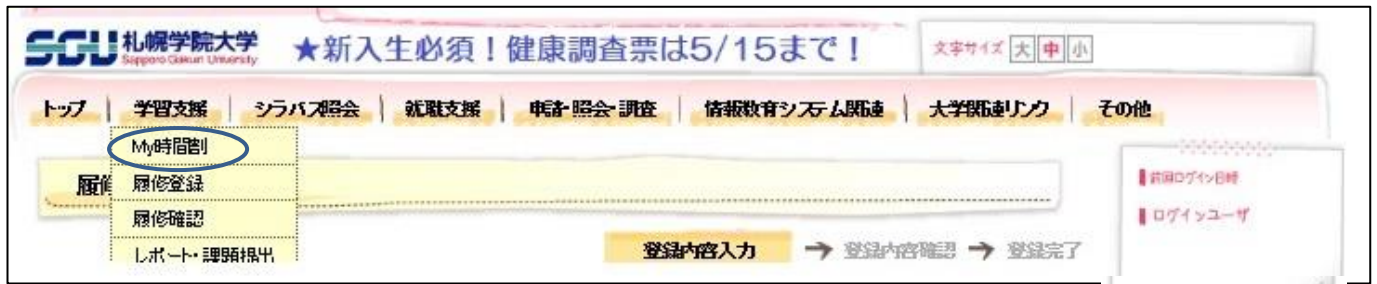 SGU 札幌学院大学
Sapporo Gakuin University
★新入生必須！健康調査票は5/15まで！
文字サイズ 大 中 小
トップ 学習支援 シラバス照会 就職支援 申請・照会・調査 情報教育システム関連 大学関連リンク その他
My時間割
履修
履修登録
履修確認
レポート・課題提出
登録内容入力 → 登録内容確認 → 登録完了
前回ログイン日時
ログインユーザ